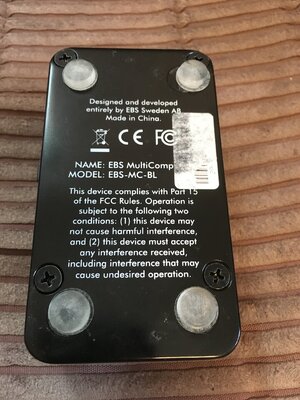 Designed and developed
entirely by EBS Sweden AB
Made in China.
CE FC
NAME: EBS MultiComp
MODEL: EBS-MC-BL
This device complies with Part 15
of the FCC Rules. Operation is
subject to the following two
conditions: (1) this device may
not cause harmful interference,
and (2) this device must accept
any interference received,
including interference that may
cause undesired operation.